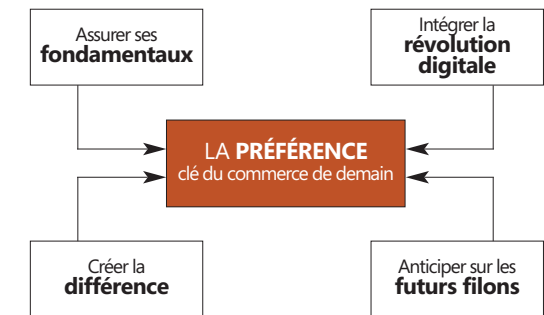 Assurer ses
fondamentaux
Intégrer la
révolution
digitale
LA PRÉFÉRENCE
clé du commerce de demain
Créer la
différence
Anticiper sur les
futurs filons